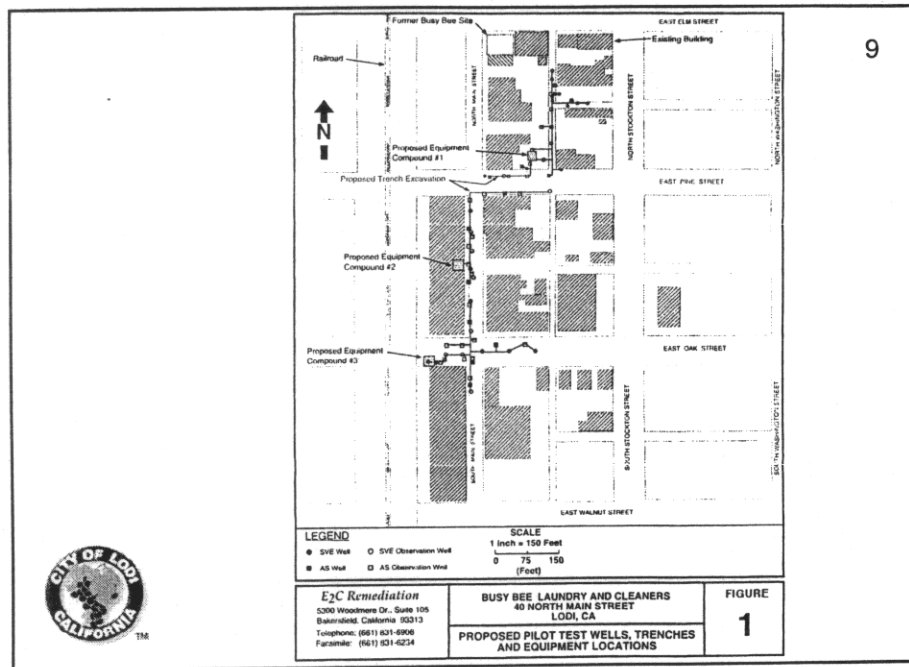 9
EAST ELM STREET
Former Busy Bee Site
Existing Building
Railroad
NORTH MAIN STREET
NORTH STOCKTON STREET
NORTH WASHINGTON STREET
N
SS
Proposed Equipment
Compound #1
Proposed Trench Excavation
EAST PINE STREET
Proposed Equipment
Compound #2
Proposed Equipment
Compound #3
EAST OAK STREET
SOUTH MAIN STREET
SOUTH STOCKTON STREET
SOUTH WASHINGTON STREET
EAST WALNUT STREET
LEGEND
SVE Well
SVE Observation Well
AS Well
AS Observation Well
SCALE
1 inch = 150 Feet
0 75 150
(Feet)
CITY OF LODI
CALIFORNIA
TM
E2C Remediation
5300 Woodmere Dr., Suite 105
Bakersfield, California 93313
Telephone: (661) 831-6906
Facsimile: (661) 831-6234
BUSY BEE LAUNDRY AND CLEANERS
40 NORTH MAIN STREET
LODI, CA
PROPOSED PILOT TEST WELLS, TRENCHES
AND EQUIPMENT LOCATIONS
FIGURE
1